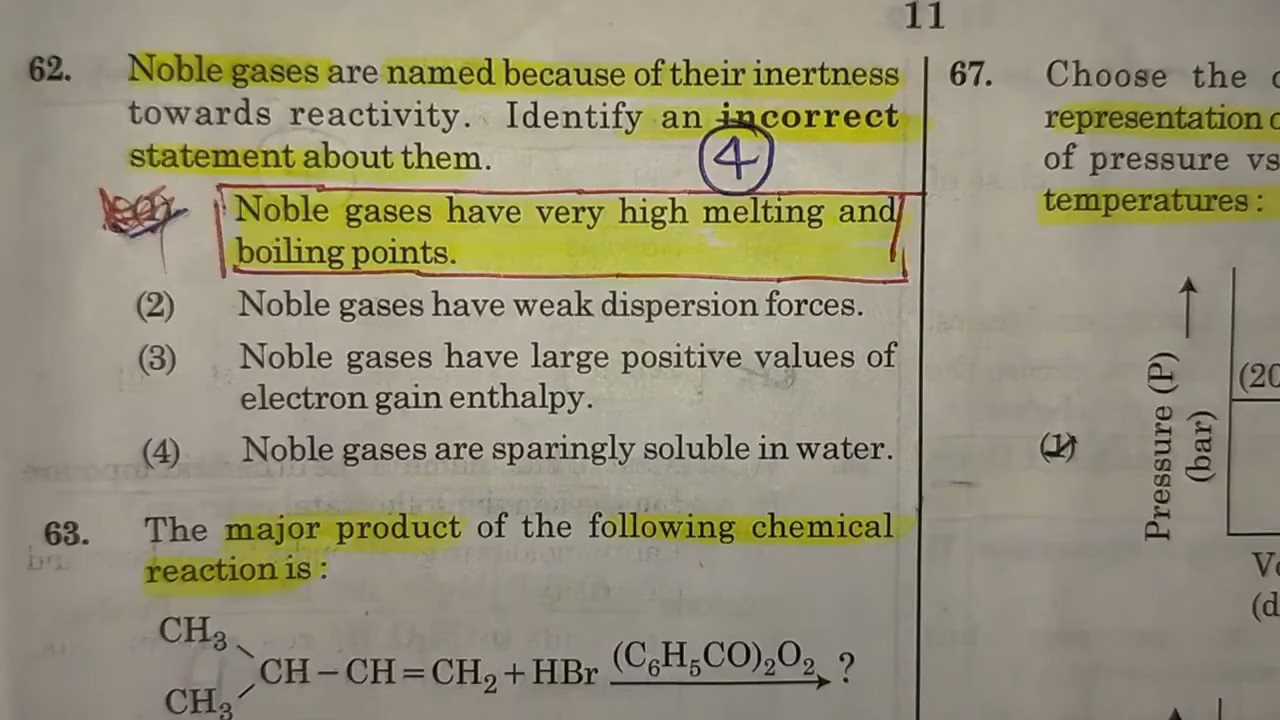 11
62. Noble gases are named because of their inertness
towards reactivity. Identify an incorrect
statement about them.
4
Noble gases have very high melting and
boiling points.
(2) Noble gases have weak dispersion forces.
(3) Noble gases have large positive values of
electron gain enthalpy.
(4) Noble gases are sparingly soluble in water.
63. The major product of the following chemical
reaction is :
CH₃
CH – CH = CH₂ + HBr (C₆H₅CO)₂O₂ ?
CH₃
67. Choose the
representation
of pressure vs
temperatures :
Pressure (P)
(bar)
(20
(1)